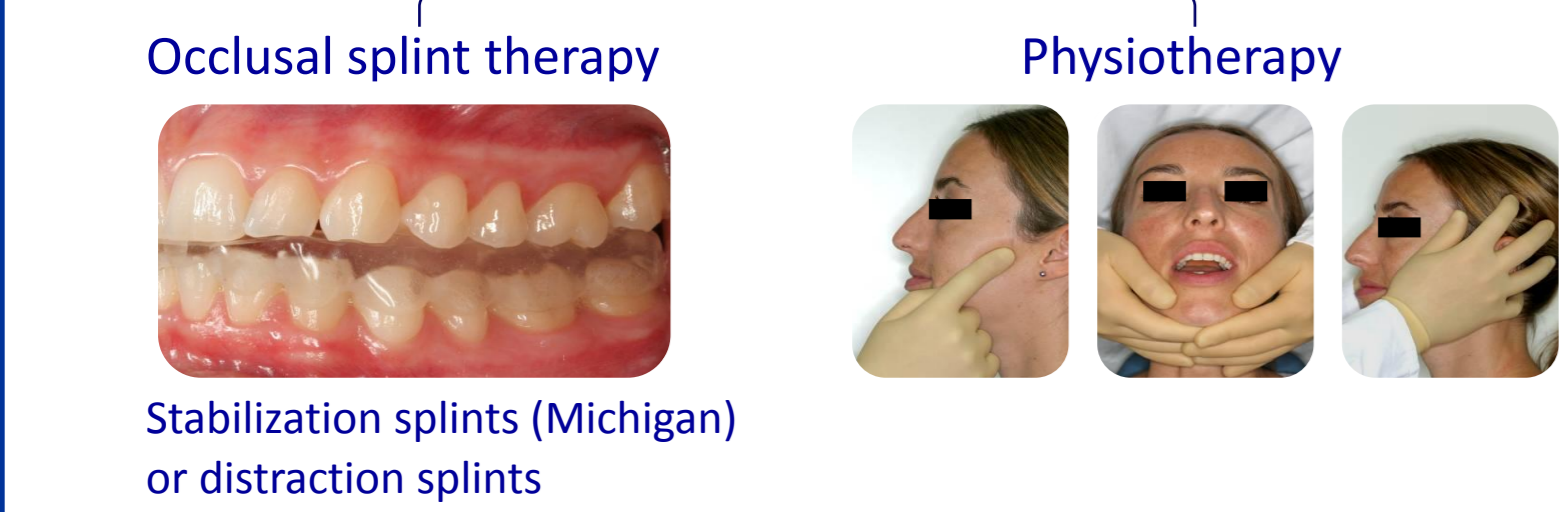 Occlusal splint therapy
Physiotherapy
Stabilization splints (Michigan)
or distraction splints